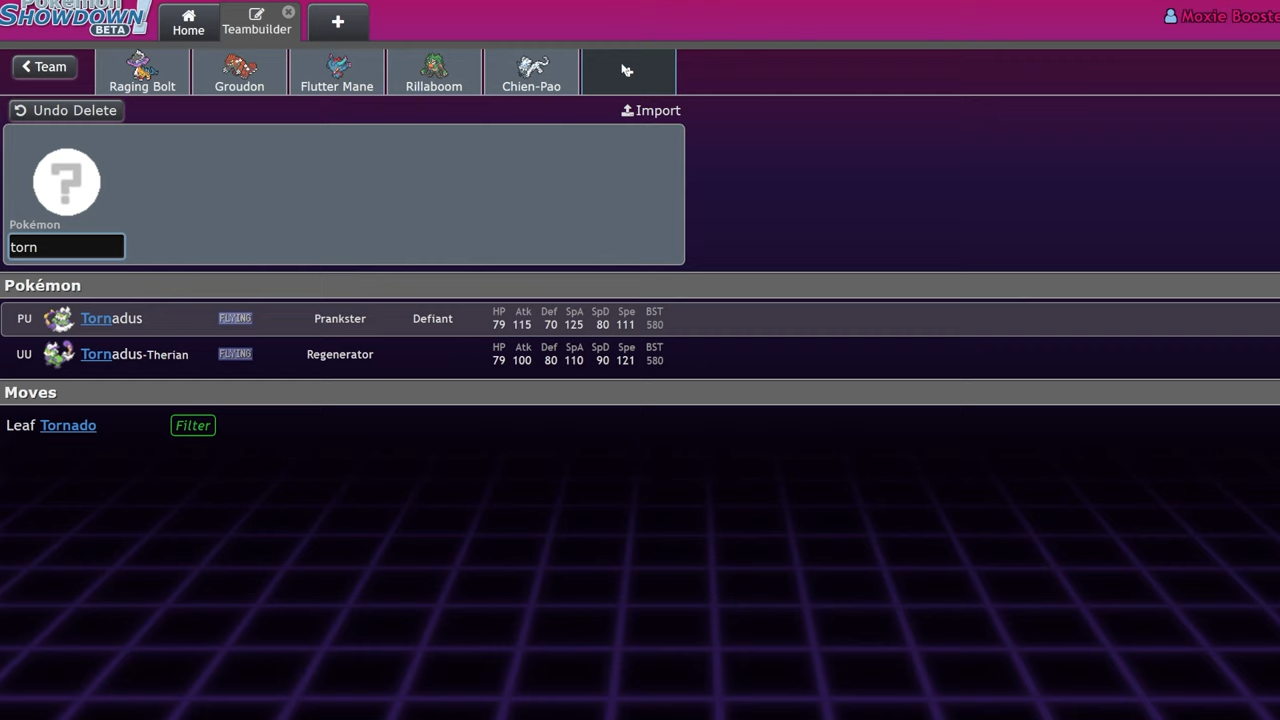 Pokémon
SHOWDOWN!
BETA
Home
Teambuilder
Moxie Booste
Team
Raging Bolt
Groudon
Flutter Mane
Rillaboom
Chien-Pao
Undo Delete
Import
Pokémon
torn
Pokémon
PU Tornadus FLYING Prankster Defiant HP 79 Atk 115 Def 70 SpA 125 SpD 80 Spe 111 BST 580
UU Tornadus-Therian FLYING Regenerator HP 79 Atk 100 Def 80 SpA 110 SpD 90 Spe 121 BST 580
Moves
Leaf Tornado Filter